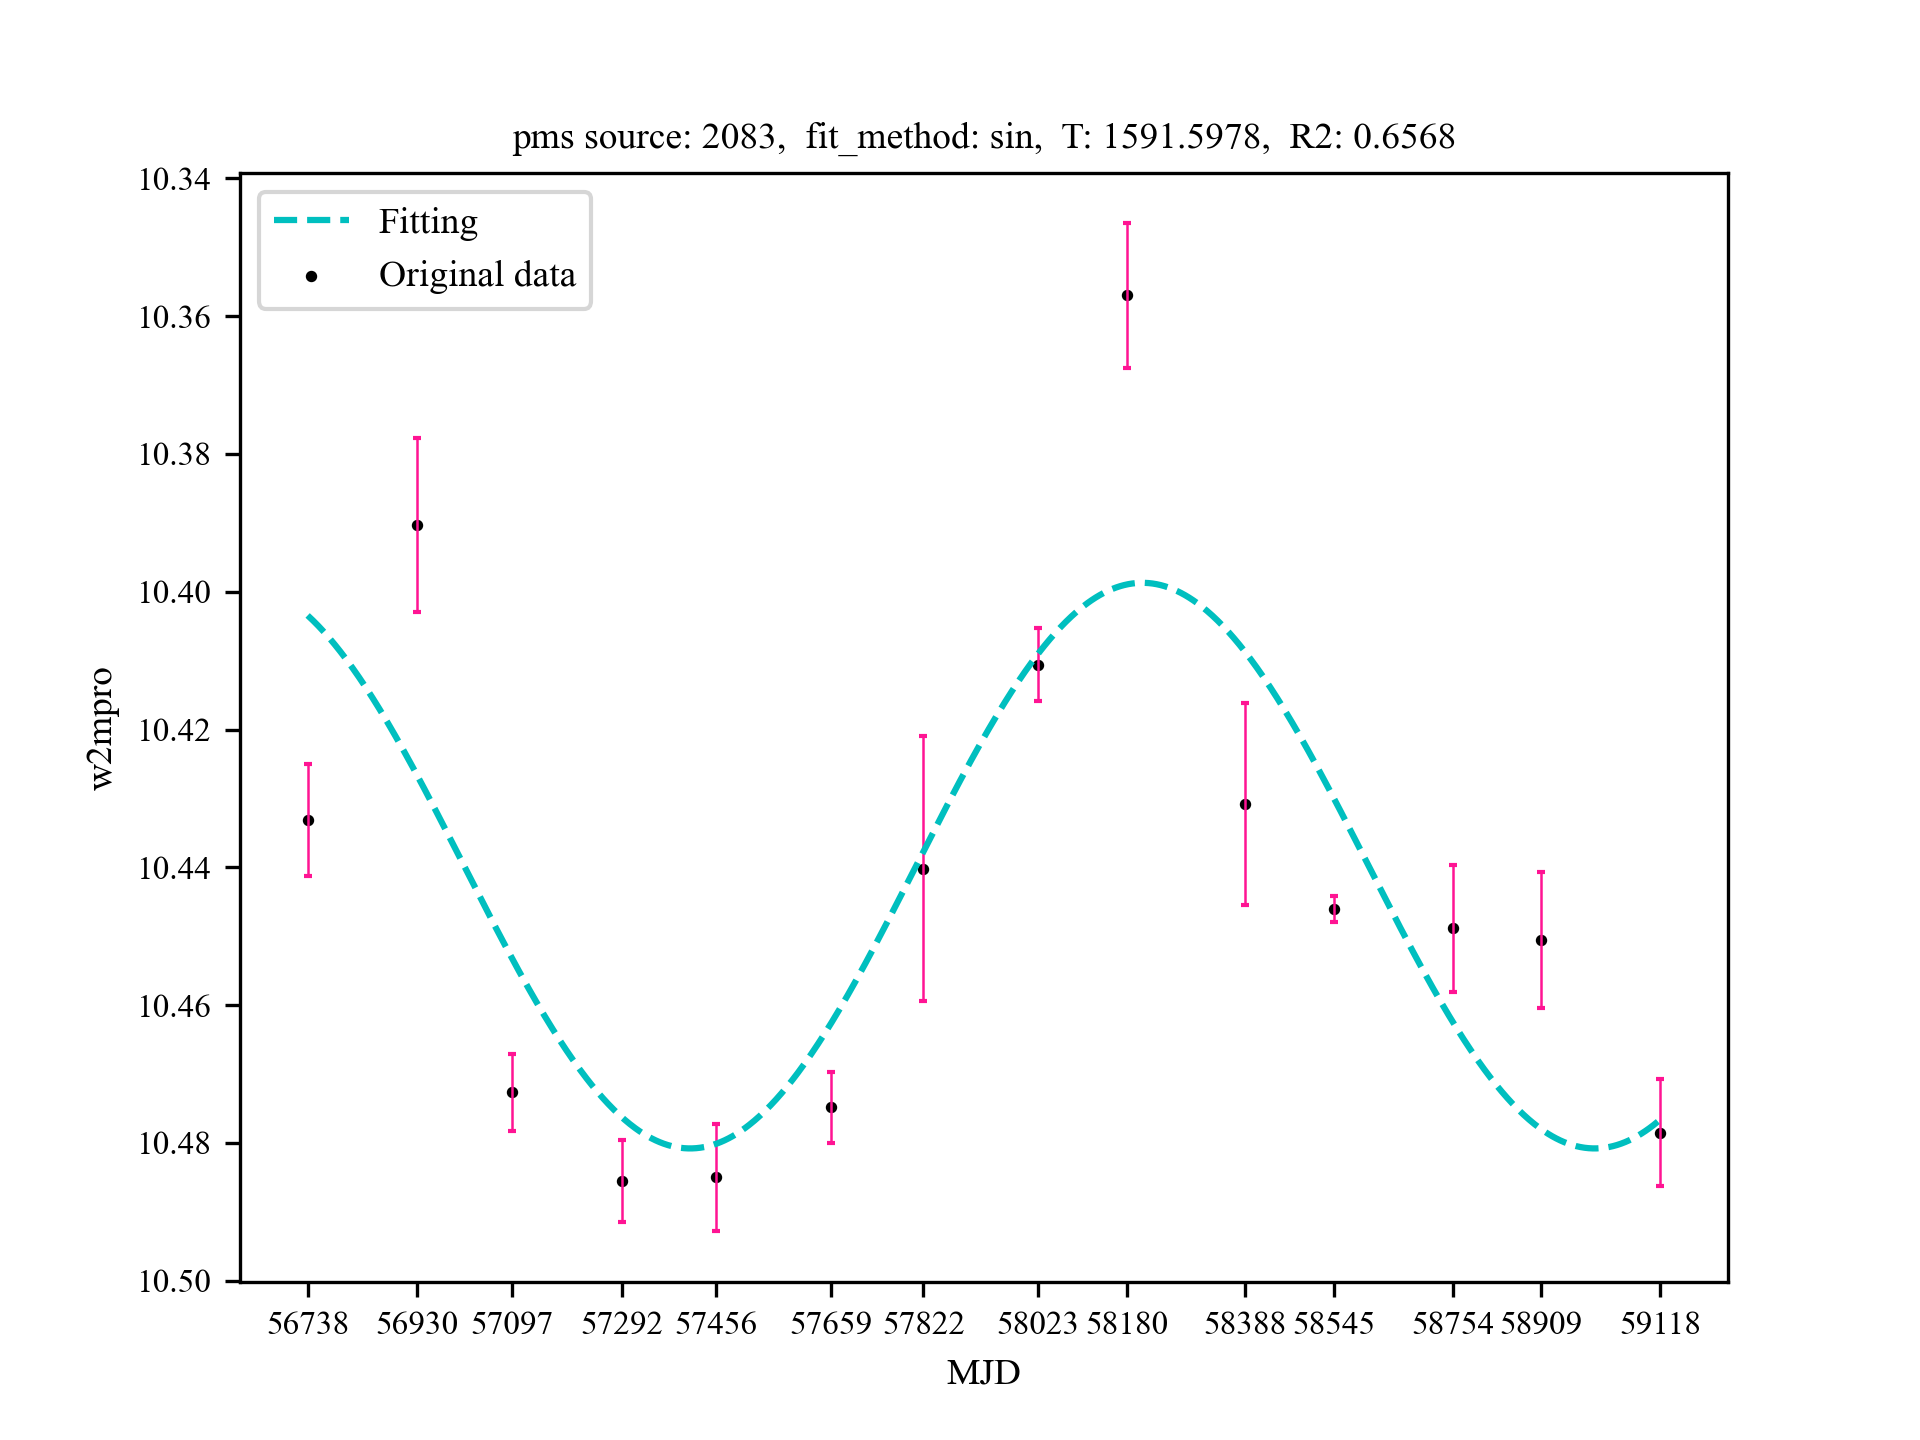 pms source: 2083, fit_method: sin, T: 1591.5978, R2: 0.6568
Fitting
Original data
10.34
10.36
10.38
10.40
10.42
10.44
10.46
10.48
10.50
w2mpro
56738 56930 57097 57292 57456 57659 57822 58023 58180 58388 58545 58754 58909 59118
MJD